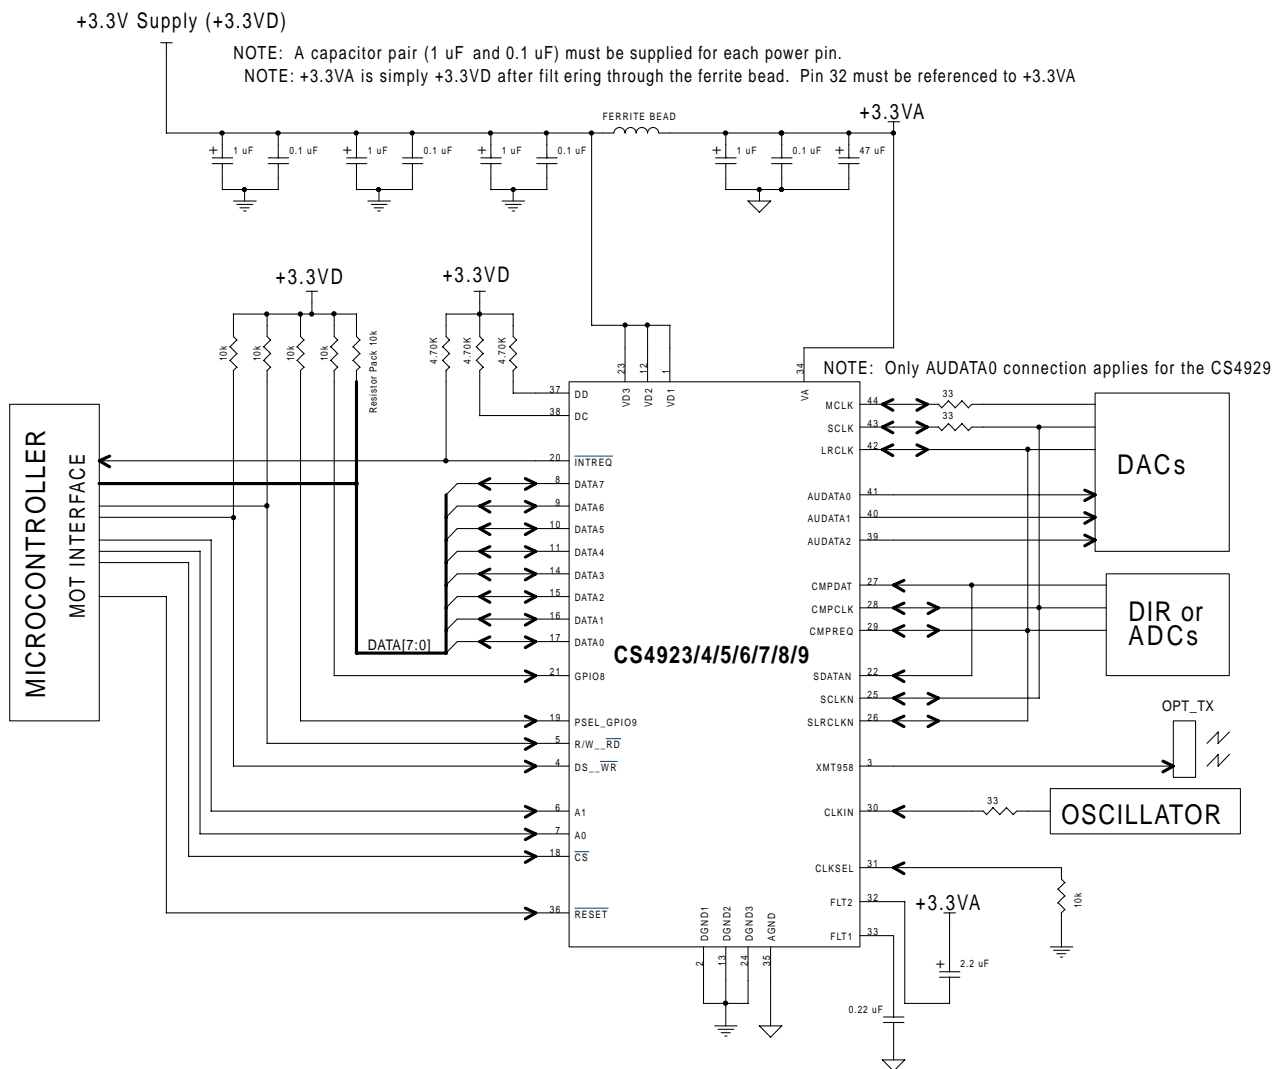 +3.3V Supply (+3.3VD)
NOTE: A capacitor pair (1 uF and 0.1 uF) must be supplied for each power pin.
NOTE: +3.3VA is simply +3.3VD after filt ering through the ferrite bead. Pin 32 must be referenced to +3.3VA
FERRITE BEAD
+3.3VA
+ 1 uF 0.1 uF + 1 uF 0.1 uF + 1 uF 0.1 uF + 1 uF 0.1 uF + 47 uF
+3.3VD
+3.3VD
10k 10k 10k 10k Resistor Pack 10k
4.70K 4.70K 4.70K
NOTE: Only AUDATA0 connection applies for the CS4929
23 VD3
12 VD2
1 VD1
34 VA
MICROCONTROLLER
MOT INTERFACE
37 DD
38 DC
20 INTREQ
8 DATA7
9 DATA6
10 DATA5
11 DATA4
14 DATA3
15 DATA2
16 DATA1
17 DATA0
DATA[7:0]
21 GPIO8
19 PSEL_GPIO9
5 R/W__RD
4 DS__WR
6 A1
7 A0
18 CS
36 RESET
CS4923/4/5/6/7/8/9
MCLK 44 33
SCLK 43 33
LRCLK 42
AUDATA0 41
AUDATA1 40
AUDATA2 39
DACs
CMPDAT 27
CMPCLK 28
CMPREQ 29
DIR or
ADCs
SDATAN 22
SCLKN 25
SLRCLKN 26
OPT_TX
XMT958 3
CLKIN 30 33
OSCILLATOR
CLKSEL 31
10k
FLT2 32
+3.3VA
FLT1 33
+ 2.2 uF
0.22 uF
DGND1 2
DGND2 13
DGND3 24
AGND 35